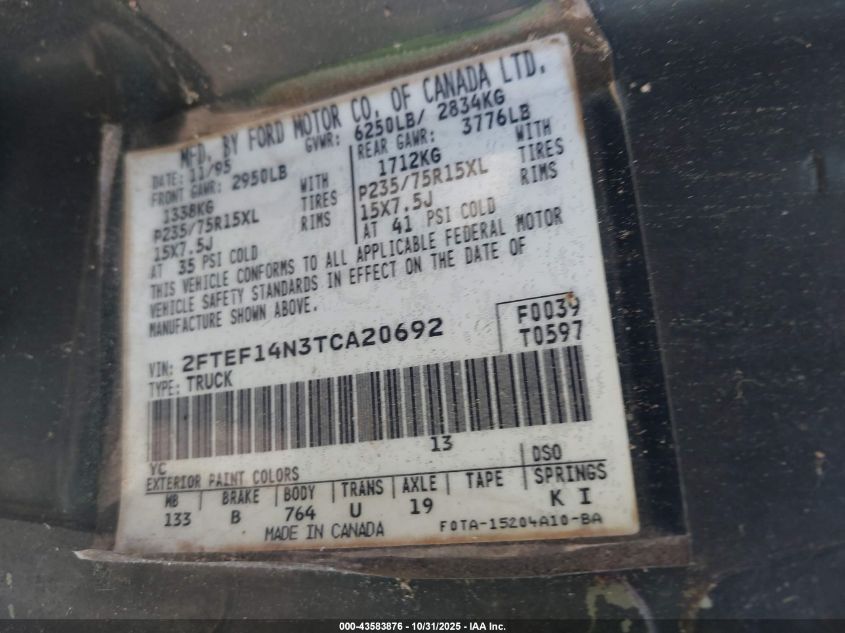 MFD. BY FORD MOTOR CO. OF CANADA LTD.
DATE: 11/95 GVWR: 6250LB/ 2834KG
FRONT GAWR: 2950LB REAR GAWR: 3776LB
1338KG WITH 1712KG WITH
P235/75R15XL TIRES P235/75R15XL TIRES
15X7.5J RIMS 15X7.5J RIMS
AT 35 PSI COLD AT 41 PSI COLD
THIS VEHICLE CONFORMS TO ALL APPLICABLE FEDERAL MOTOR
VEHICLE SAFETY STANDARDS IN EFFECT ON THE DATE OF
MANUFACTURE SHOWN ABOVE.
F0039
VIN: 2FTEF14N3TCA20692 T0597
TYPE: TRUCK
13
YC DSO
EXTERIOR PAINT COLORS
WB BRAKE BODY TRANS AXLE TAPE SPRINGS
133 B 764 U 19 K I
MADE IN CANADA F0TA-15204A10-BA
000-43583876 - 10/31/2025 - IAA Inc.